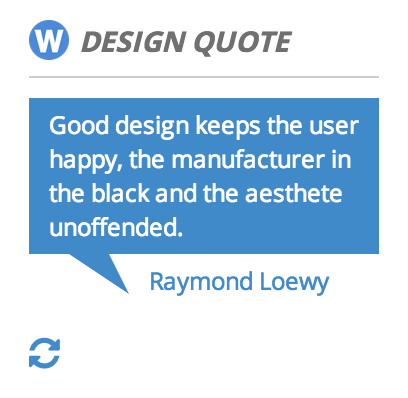 W DESIGN QUOTE
Good design keeps the user
happy, the manufacturer in
the black and the aesthete
unoffended.
Raymond Loewy